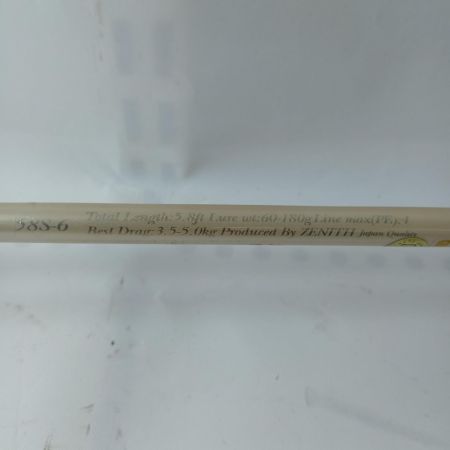 58S-6
Total Length:5.8ft Lure wt:60-180g Line max(PE):4
Best Drag:3.5-5.0kg Produced By ZENITH Japan Quality